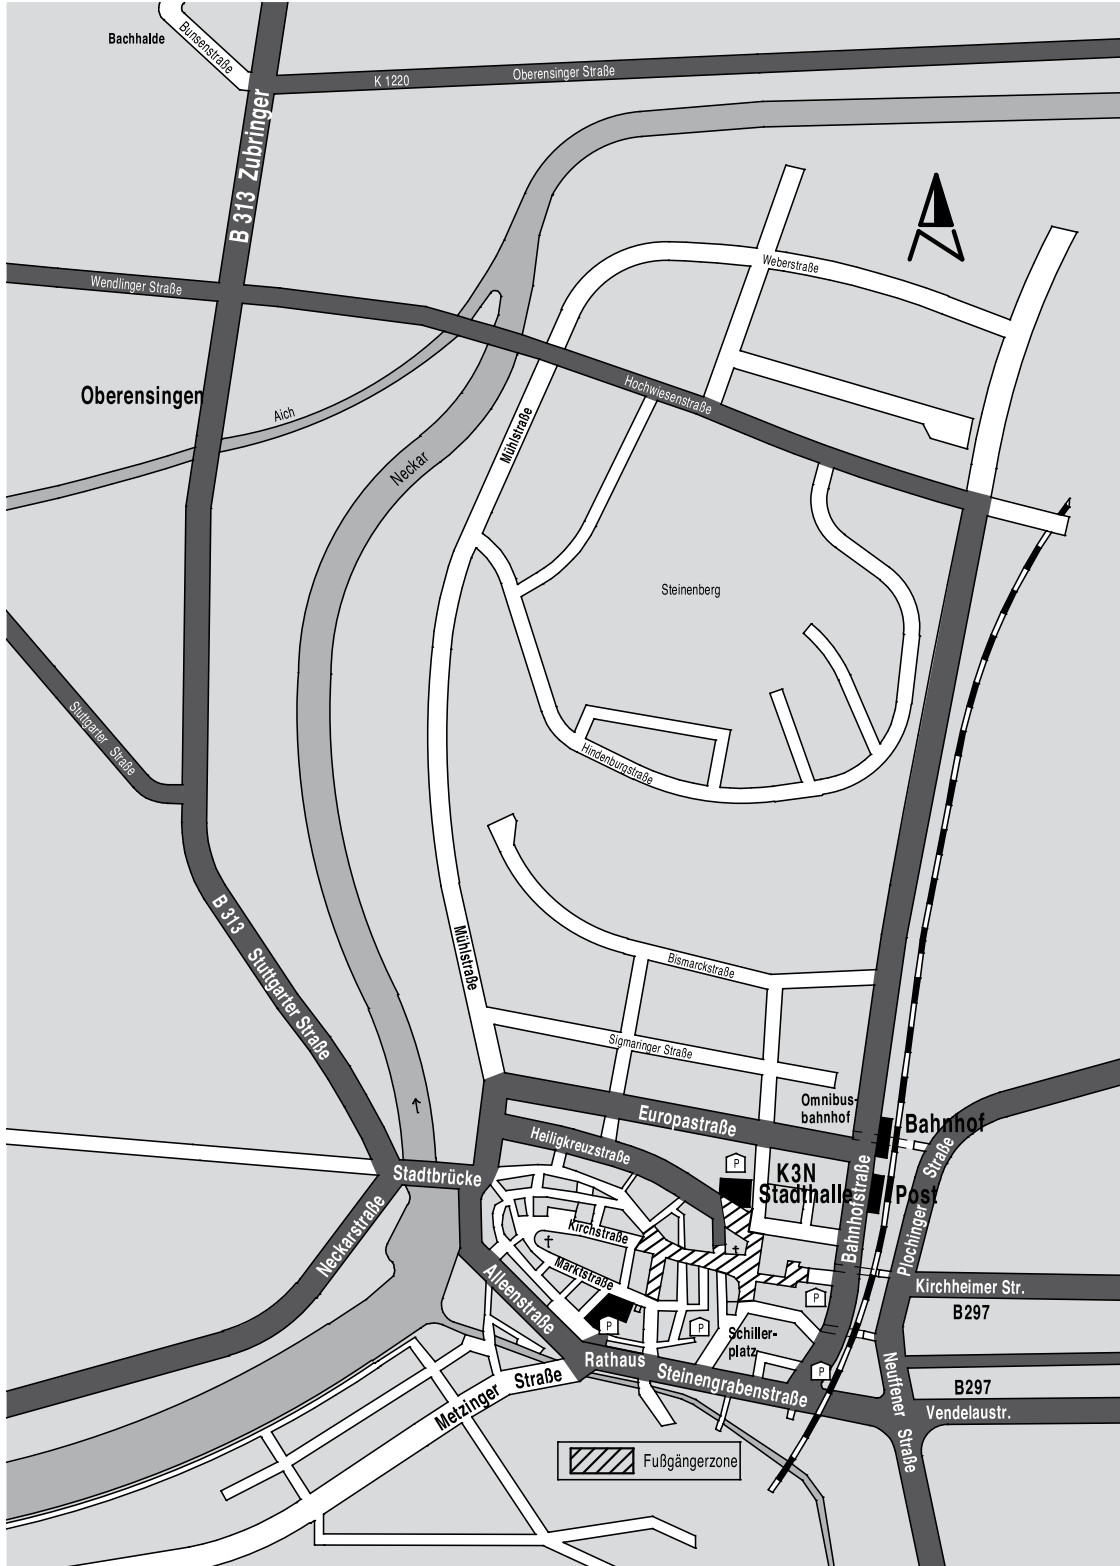 Bachhalde
Bunsenstraße
K 1220
Oberensinger Straße
B 313 Zubringer
Weberstraße
Wendlinger Straße
Hochwiesenstraße
Oberensingen
Aich
Mühlstraße
Neckar
Steinenberg
Stuttgarter Straße
Hindenburgstraße
B 313 Stuttgarter Straße
Mühlstraße
Bismarckstraße
Sigmaringer Straße
Omnibus-
bahnhof
Bahnhof
Europastraße
Heiligkreuzstraße
Plochinger Straße
P
K3N
Stadthalle
Post
Stadtbrücke
Neckarstraße
Bahnhofstraße
Kirchstraße
Marktstraße
Alleenstraße
Kirchheimer Str.
B297
P
P
P
Schiller-
platz
Rathaus
Steinengrabenstraße
P
Neuffener Straße
B297
Vendelaustr.
Metzinger Straße
Fußgängerzone